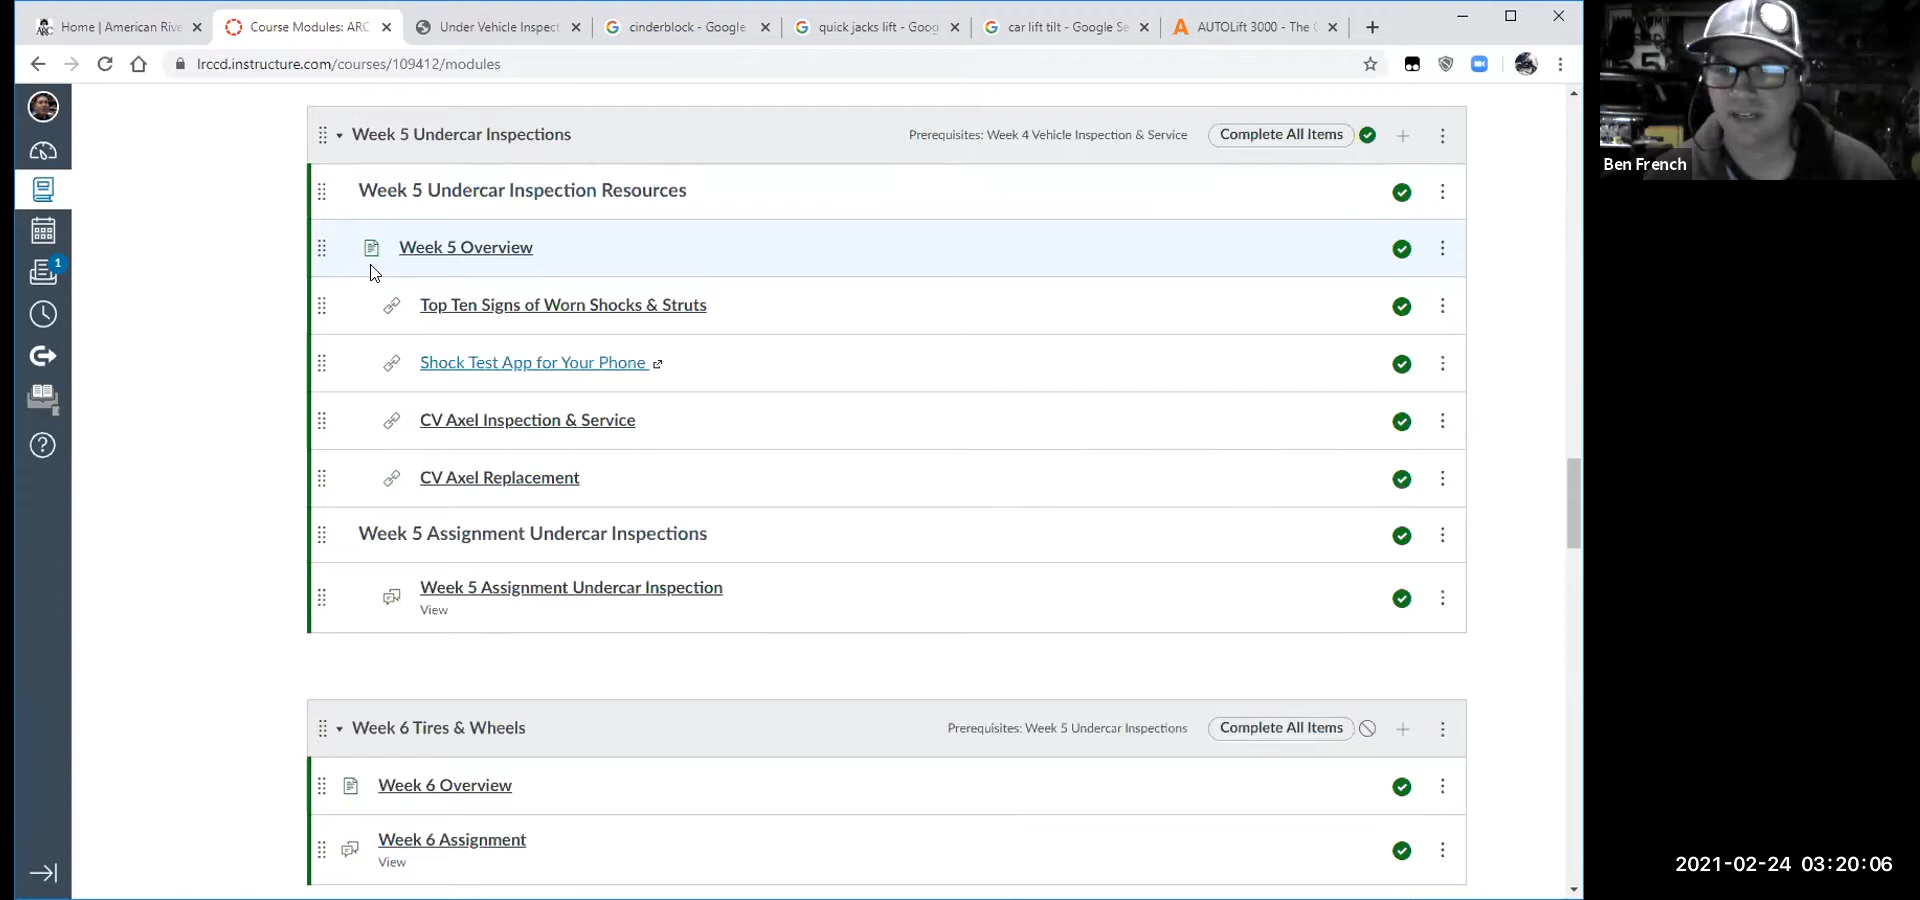 Home | American Rive
Course Modules: ARC
Under Vehicle Inspect
cinderblock - Google
quick jacks lift - Goog
car lift tilt - Google Se
AUTOLift 3000 - The
lrccd.instructure.com/courses/109412/modules
Week 5 Undercar Inspections
Prerequisites: Week 4 Vehicle Inspection & Service
Complete All Items
Week 5 Undercar Inspection Resources
Week 5 Overview
Top Ten Signs of Worn Shocks & Struts
Shock Test App for Your Phone
CV Axel Inspection & Service
CV Axel Replacement
Week 5 Assignment Undercar Inspections
Week 5 Assignment Undercar Inspection
View
Week 6 Tires & Wheels
Prerequisites: Week 5 Undercar Inspections
Complete All Items
Week 6 Overview
Week 6 Assignment
View
1
Ben French
2021-02-24 03:20:06